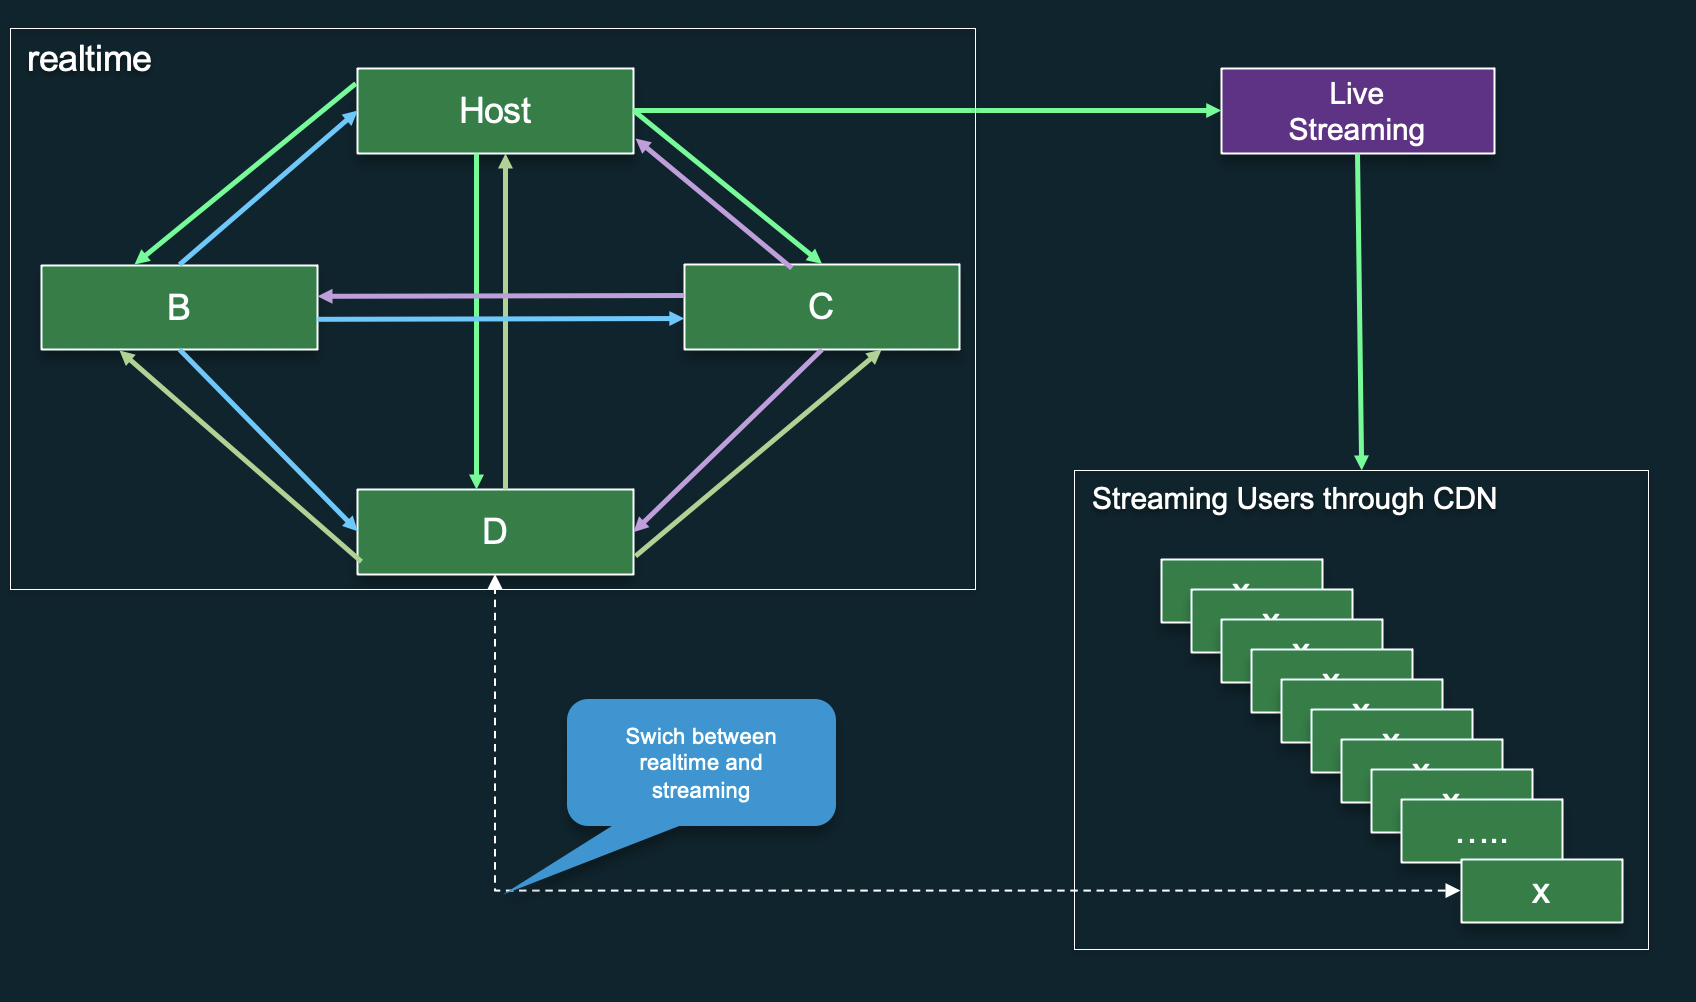 realtime
Host
Live
Streaming
B
C
D
Streaming Users through CDN
x
x
x
x
x
x
x
x
.....
x
Swich between
realtime and
streaming